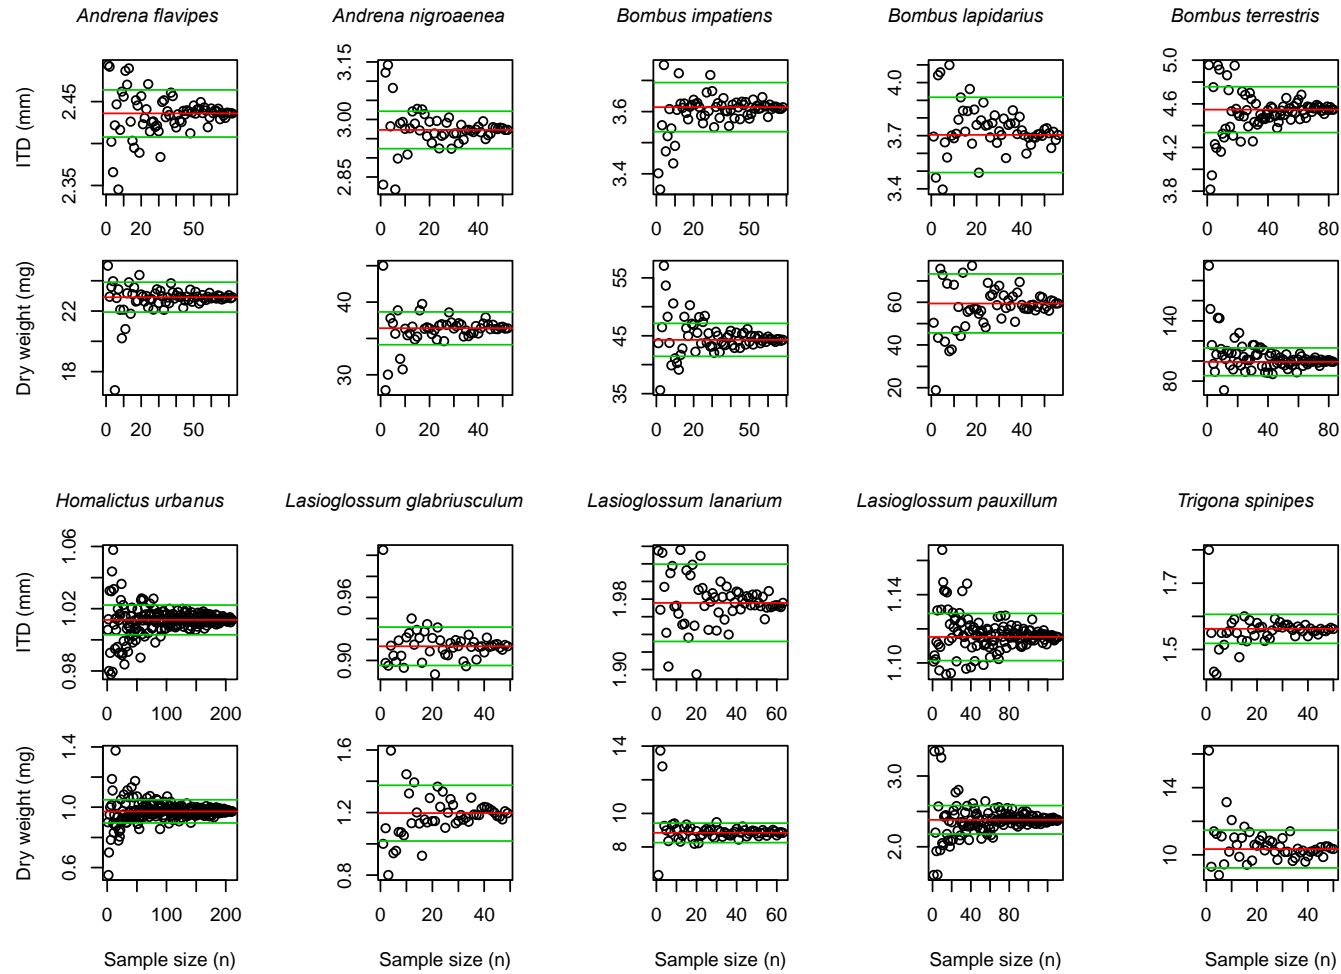 Andrena flavipes Andrena nigroaenea Bombus impatiens Bombus lapidarius Bombus terrestris
ITD (mm)
2.35 2.45
2.85 3.00 3.15
3.4 3.6
3.4 3.7 4.0
3.8 4.2 4.6 5.0
0 20 50
0 20 40
0 20 50
0 20 40
0 40 80
Dry weight (mg)
18 22
30 40
35 45 55
20 40 60
80 140
0 20 50
0 20 40
0 20 50
0 20 40
0 40 80
Homalictus urbanus Lasioglossum glabriusculum Lasioglossum lanarium Lasioglossum pauxillum Trigona spinipes
ITD (mm)
0.98 1.02 1.06
0.90 0.96
1.90 1.98
1.10 1.14
1.5 1.7
0 100 200
0 20 40
0 20 40 60
0 40 80
0 20 40
Dry weight (mg)
0.6 1.0 1.4
0.8 1.2 1.6
8 10 14
2.0 3.0
10 14
0 100 200
0 20 40
0 20 40 60
0 40 80
0 20 40
Sample size (n) Sample size (n) Sample size (n) Sample size (n) Sample size (n)